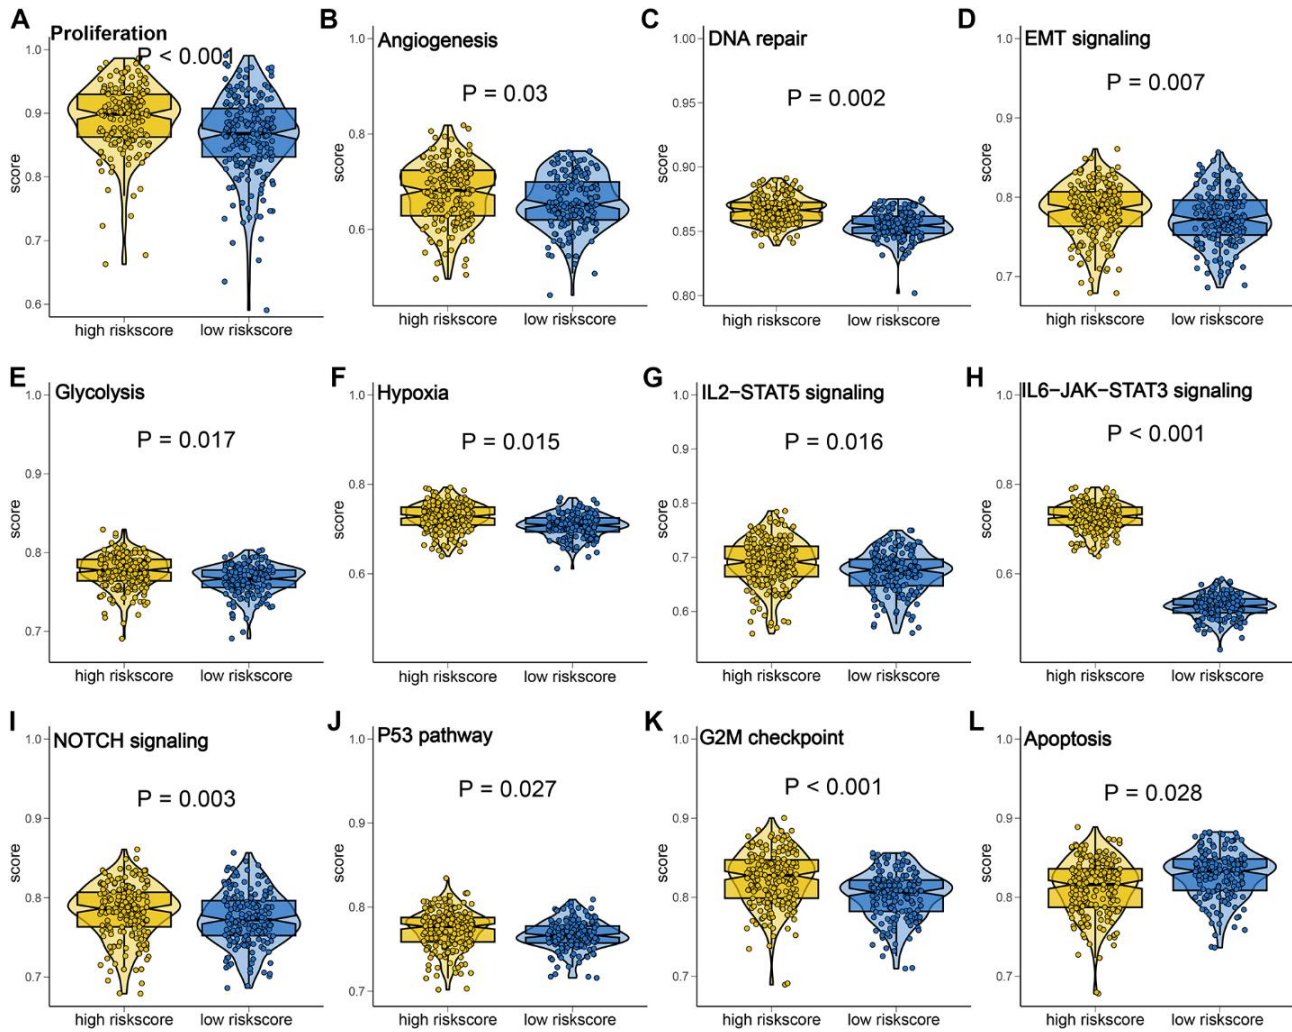 A
Proliferation
P < 0.001
1.0
0.9
0.8
0.7
0.6
score
high riskscore
low riskscore
B
Angiogenesis
P = 0.03
1.0
0.8
0.6
score
high riskscore
low riskscore
C
DNA repair
P = 0.002
1.00
0.95
0.90
0.85
0.80
score
high riskscore
low riskscore
D
EMT signaling
P = 0.007
1.0
0.9
0.8
0.7
score
high riskscore
low riskscore
E
Glycolysis
P = 0.017
1.0
0.9
0.8
0.7
score
high riskscore
low riskscore
F
Hypoxia
P = 0.015
1.0
0.8
0.6
score
high riskscore
low riskscore
G
IL2−STAT5 signaling
P = 0.016
1.0
0.9
0.8
0.7
0.6
score
high riskscore
low riskscore
H
IL6−JAK−STAT3 signaling
P < 0.001
1.0
0.8
0.6
score
high riskscore
low riskscore
I
NOTCH signaling
P = 0.003
1.0
0.9
0.8
0.7
score
high riskscore
low riskscore
J
P53 pathway
P = 0.027
1.0
0.9
0.8
0.7
score
high riskscore
low riskscore
K
G2M checkpoint
P < 0.001
1.0
0.9
0.8
0.7
score
high riskscore
low riskscore
L
Apoptosis
P = 0.028
1.0
0.9
0.8
0.7
score
high riskscore
low riskscore